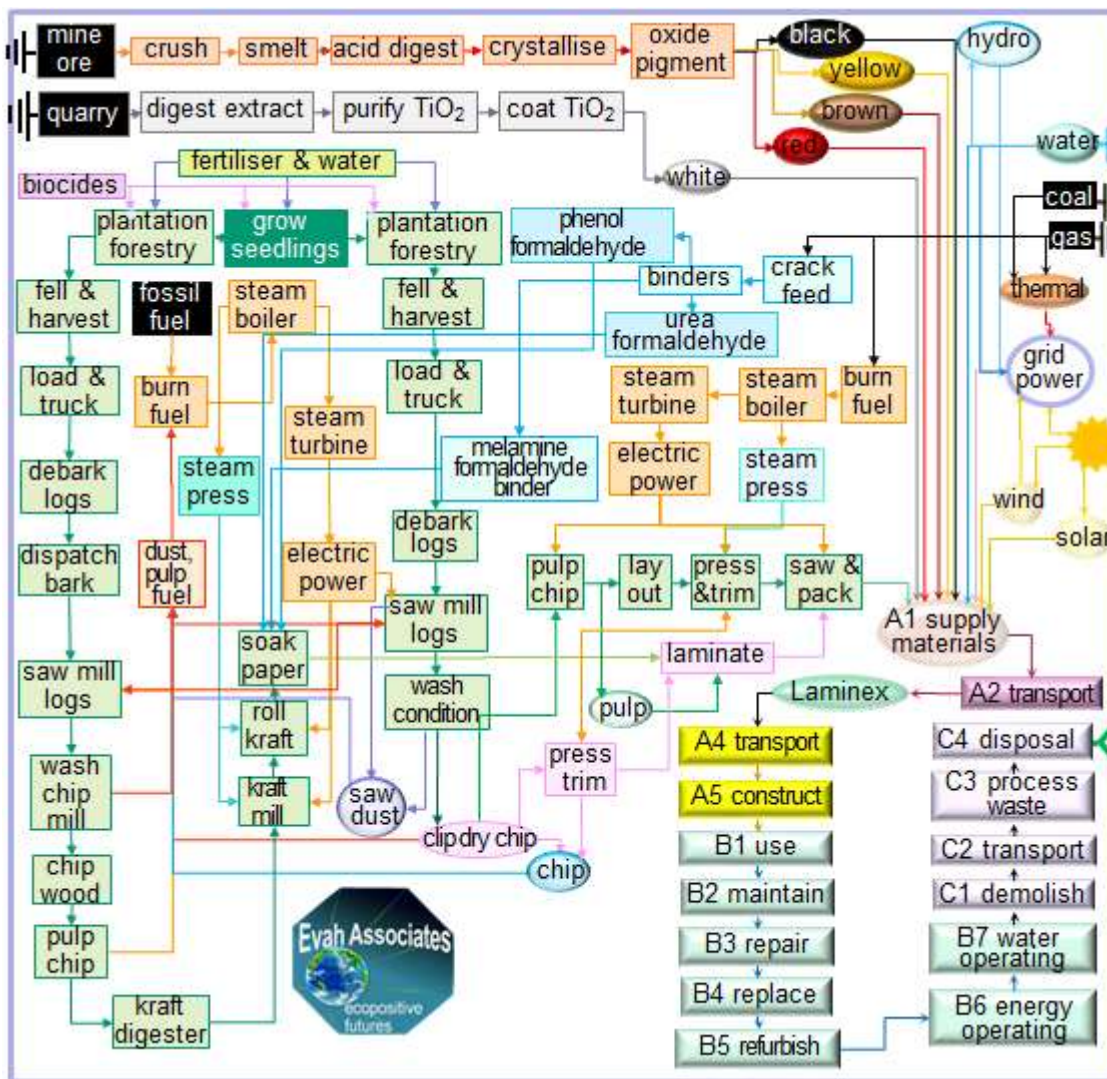 mine
ore
crush
smelt
acid digest
crystallise
oxide
pigment
black
yellow
brown
red
hydro
quarry
digest extract
purify TiO2
coat TiO2
white
water
coal
gas
thermal
grid
power
wind
solar
fertiliser & water
biocides
plantation
forestry
grow
seedlings
plantation
forestry
phenol
formaldehyde
binders
crack
feed
urea
formaldehyde
fell &
harvest
fossil
fuel
steam
boiler
fell &
harvest
load &
truck
burn
fuel
steam
turbine
load &
truck
steam
turbine
steam
boiler
burn
fuel
debark
logs
steam
press
melamine
formaldehyde
binder
electric
power
steam
press
dispatch
bark
dust,
pulp
fuel
electric
power
debark
logs
pulp
chip
lay
out
press
&trim
saw &
pack
saw mill
logs
soak
paper
saw mill
logs
laminate
A1 supply
materials
roll
kraft
wash
condition
pulp
Laminex
A2 transport
wash
chip
mill
kraft
mill
saw
dust
press
trim
clip dry chip
chip
chip
wood
pulp
chip
kraft
digester
Evah Associates
ecopositive
futures
A4 transport
A5 construct
B1 use
B2 maintain
B3 repair
B4 replace
B5 refurbish
C4 disposal
C3 process
waste
C2 transport
C1 demolish
B7 water
operating
B6 energy
operating